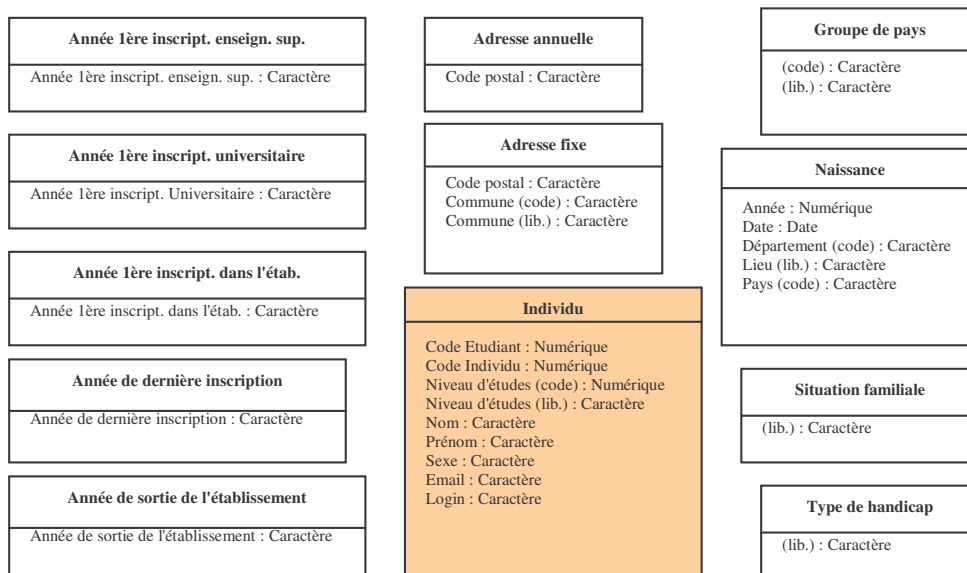 Année 1ère inscript. enseign. sup.
Année 1ère inscript. enseign. sup. : Caractère
Année 1ère inscript. universitaire
Année 1ère inscript. Universitaire : Caractère
Année 1ère inscript. dans l'étab.
Année 1ère inscript. dans l'étab. : Caractère
Année de dernière inscription
Année de dernière inscription : Caractère
Année de sortie de l'établissement
Année de sortie de l'établissement : Caractère
Adresse annuelle
Code postal : Caractère
Adresse fixe
Code postal : Caractère
Commune (code) : Caractère
Commune (lib.) : Caractère
Individu
Code Etudiant : Numérique
Code Individu : Numérique
Niveau d'études (code) : Numérique
Niveau d'études (lib.) : Caractère
Nom : Caractère
Prénom : Caractère
Sexe : Caractère
Email : Caractère
Login : Caractère
Groupe de pays
(code) : Caractère
(lib.) : Caractère
Naissance
Année : Numérique
Date : Date
Département (code) : Caractère
Lieu (lib.) : Caractère
Pays (code) : Caractère
Situation familiale
(lib.) : Caractère
Type de handicap
(lib.) : Caractère